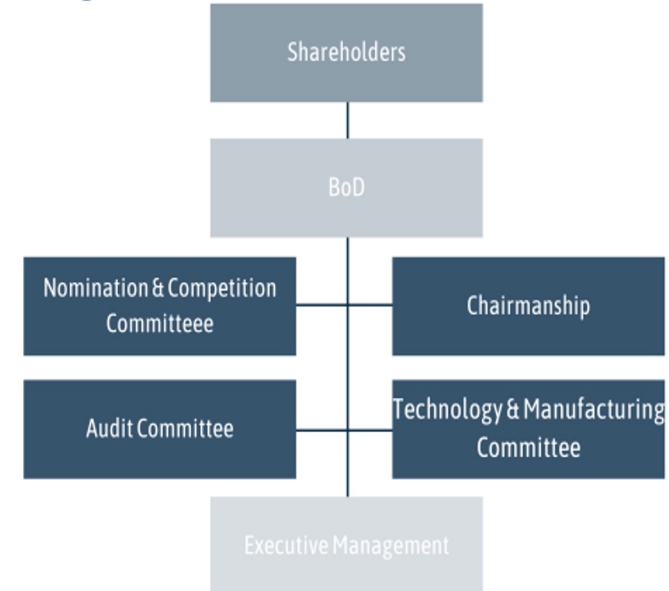 Shareholders
BoD
Nomination & Competition
Committeee
Chairmanship
Audit Committee
Technology & Manufacturing
Committee
Executive Management